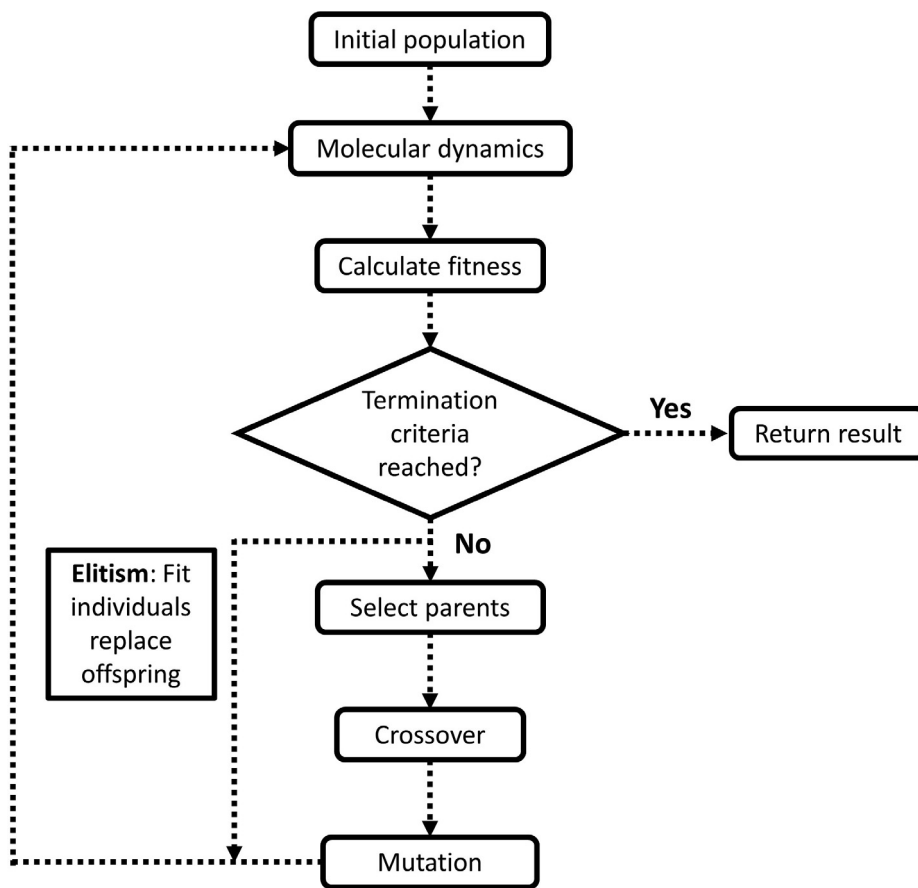 Initial population
Molecular dynamics
Calculate fitness
Termination
criteria
reached?
Yes
Return result
No
Elitism: Fit
individuals
replace
offspring
Select parents
Crossover
Mutation